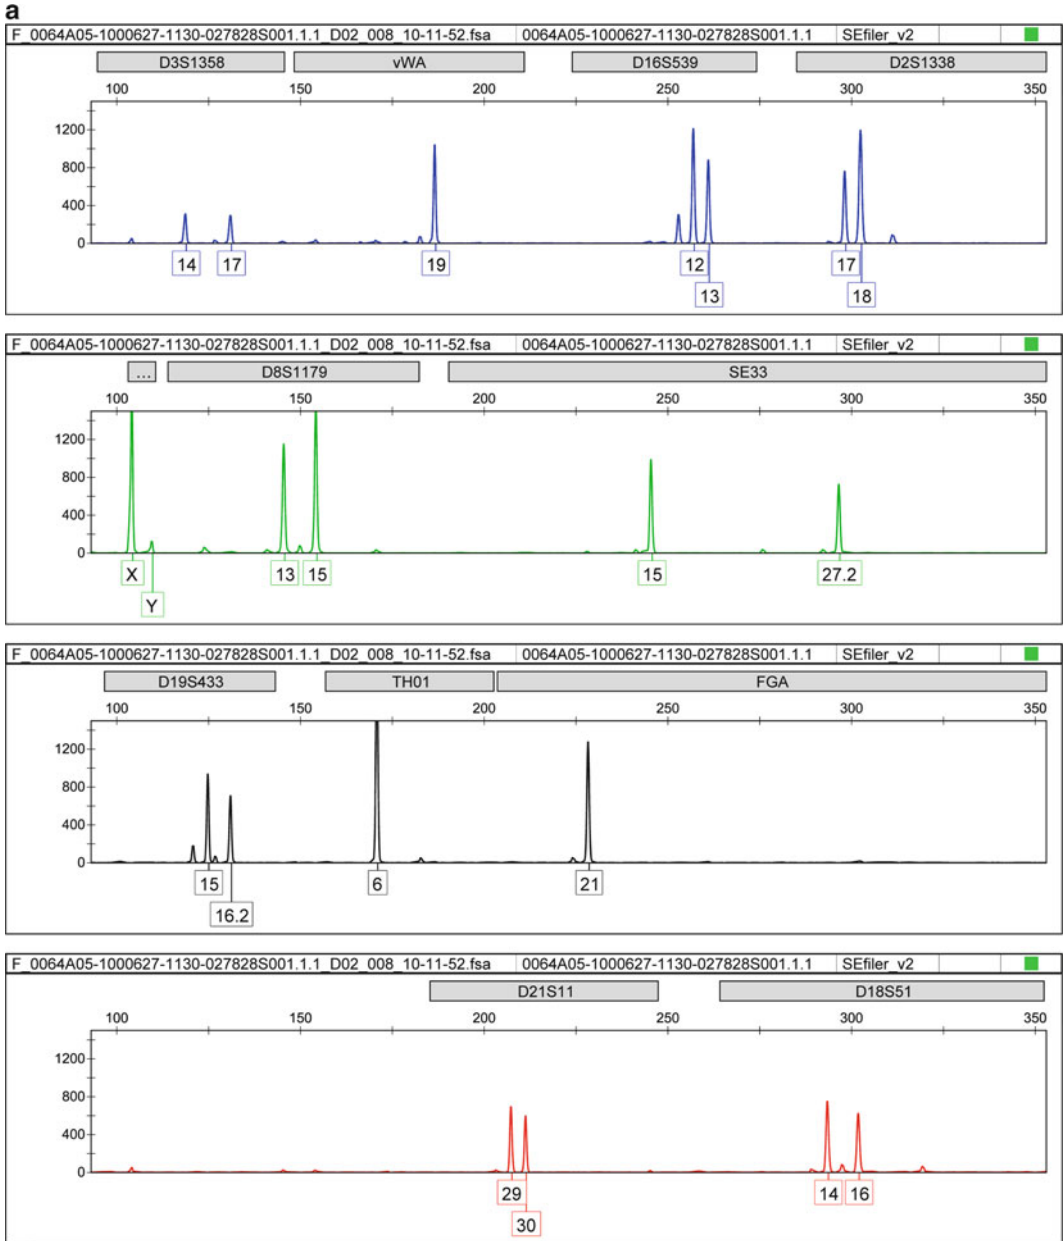 a
F_0064A05-1000627-1130-027828S001.1.1_D02_008_10-11-52.fsa 0064A05-1000627-1130-027828S001.1.1 SEfiler_v2
D3S1358 vWA D16S539 D2S1338
100 150 200 250 300 350
1200
800
400
0
14 17 19 12 17
13 18
F_0064A05-1000627-1130-027828S001.1.1_D02_008_10-11-52.fsa 0064A05-1000627-1130-027828S001.1.1 SEfiler_v2
... D8S1179 SE33
100 150 200 250 300 350
1200
800
400
0
X 13 15 15 27.2
Y
F_0064A05-1000627-1130-027828S001.1.1_D02_008_10-11-52.fsa 0064A05-1000627-1130-027828S001.1.1 SEfiler_v2
D19S433 TH01 FGA
100 150 200 250 300 350
1200
800
400
0
15 6 21
16.2
F_0064A05-1000627-1130-027828S001.1.1_D02_008_10-11-52.fsa 0064A05-1000627-1130-027828S001.1.1 SEfiler_v2
D21S11 D18S51
100 150 200 250 300 350
1200
800
400
0
29 14 16
30